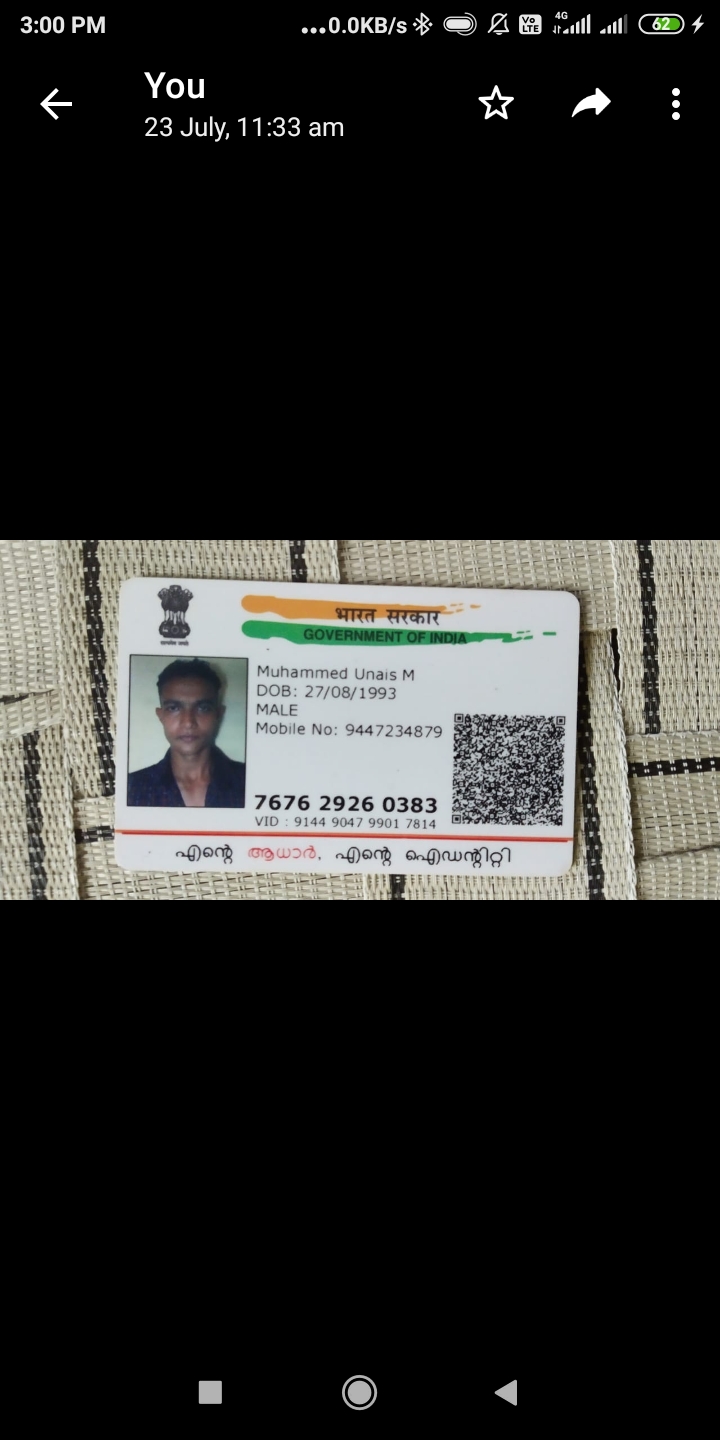 3:00 PM
...0.0KB/s
Vo LTE
4G
62
You
23 July, 11:33 am
भारत सरकार
GOVERNMENT OF INDIA
Muhammed Unais M
DOB: 27/08/1993
MALE
Mobile No: 9447234879
7676 2926 0383
VID : 9144 9047 9901 7814
എന്റെ ആധാർ, എന്റെ ഐഡന്റിറ്റി